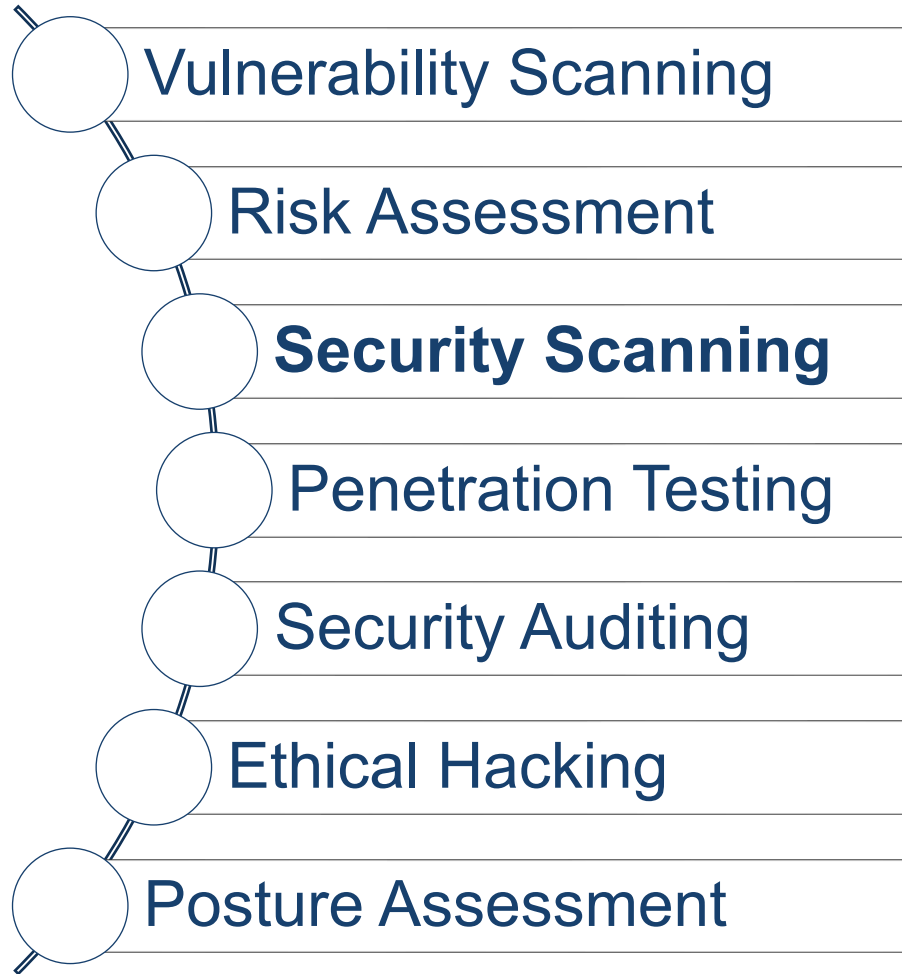 Vulnerability Scanning
Risk Assessment
Security Scanning
Penetration Testing
Security Auditing
Ethical Hacking
Posture Assessment